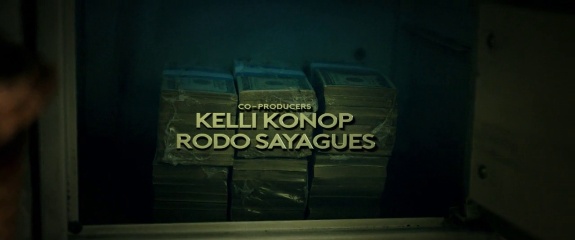 CO-PRODUCERS
KELLI KONOP
RODO SAYAGUES